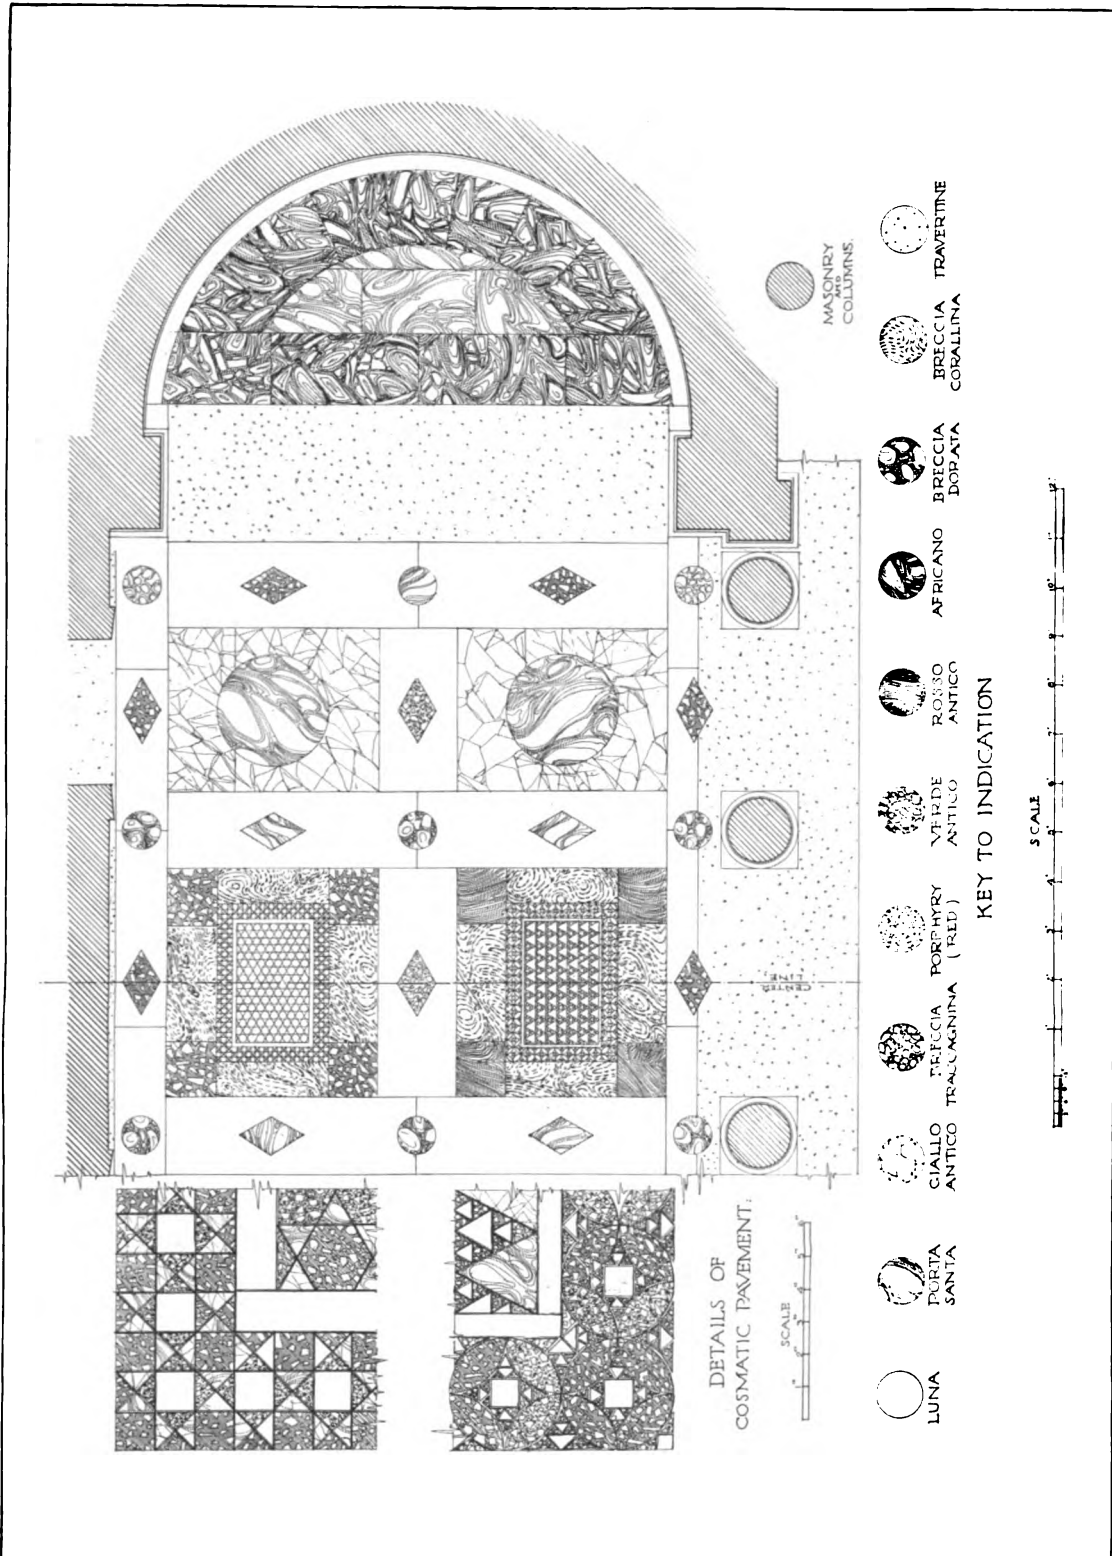 MASONRY
AND
COLUMNS.
CENTER
LINE
DETAILS OF
COSMATIC PAVEMENT.
SCALE
LUNA
PORTA
SANTA
GIALLO
ANTICO
BRECCIA
TRACCAGNINA
PORPHYRY
(RED)
VERDE
ANTICO
ROSSO
ANTICO
AFRICANO
BRECCIA
DORATA
BRECCIA
CORALLINA
TRAVERTINE
KEY TO INDICATION
SCALE